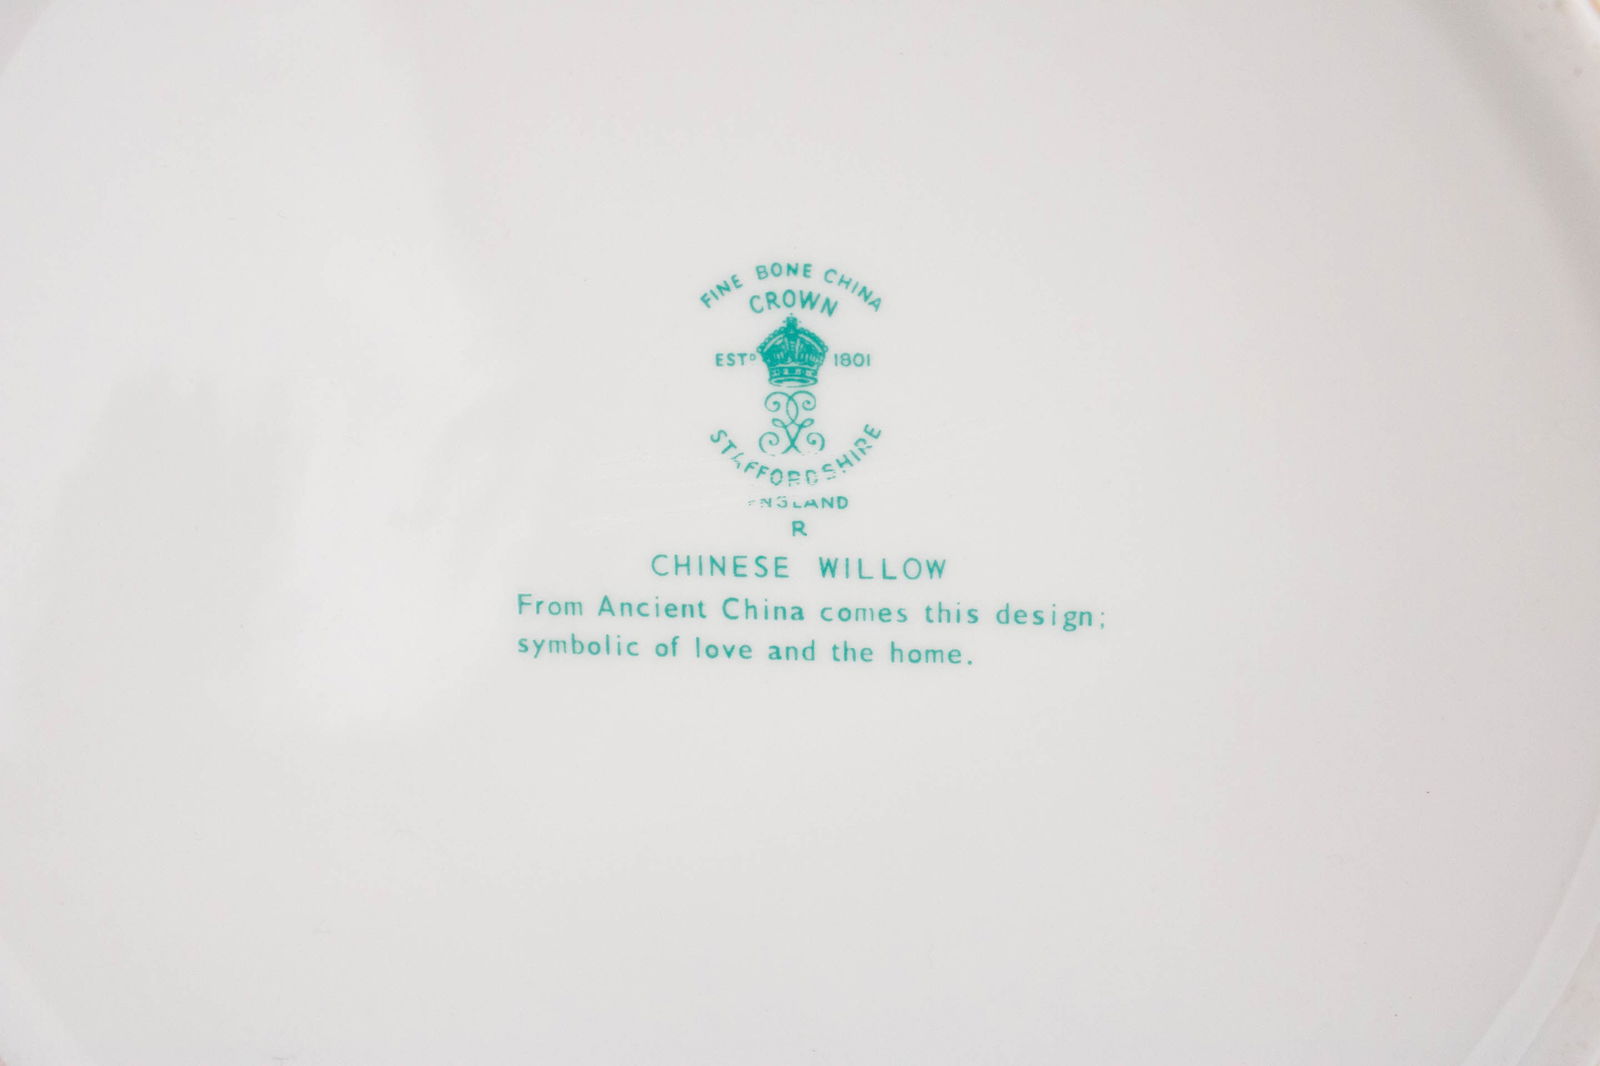 FINE BONE CHINA
CROWN
ESTD 1801
STAFFORDSHIRE
ENGLAND
R
CHINESE WILLOW
From Ancient China comes this design;
symbolic of love and the home.